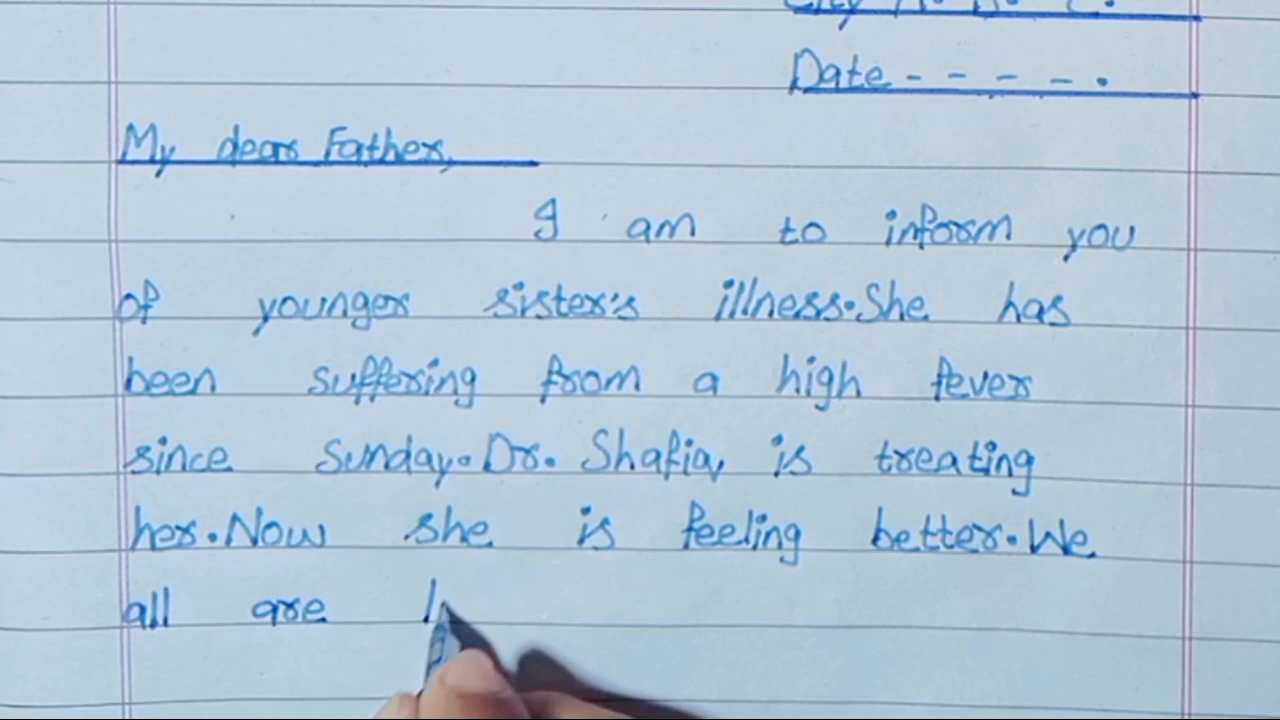 Date - - - - .
My dear Father,
I am to inform you
of younger sister's illness. She has
been suffering from a high fever
since Sunday. Dr. Shafia, is treating
her. Now she is feeling better. We
all are